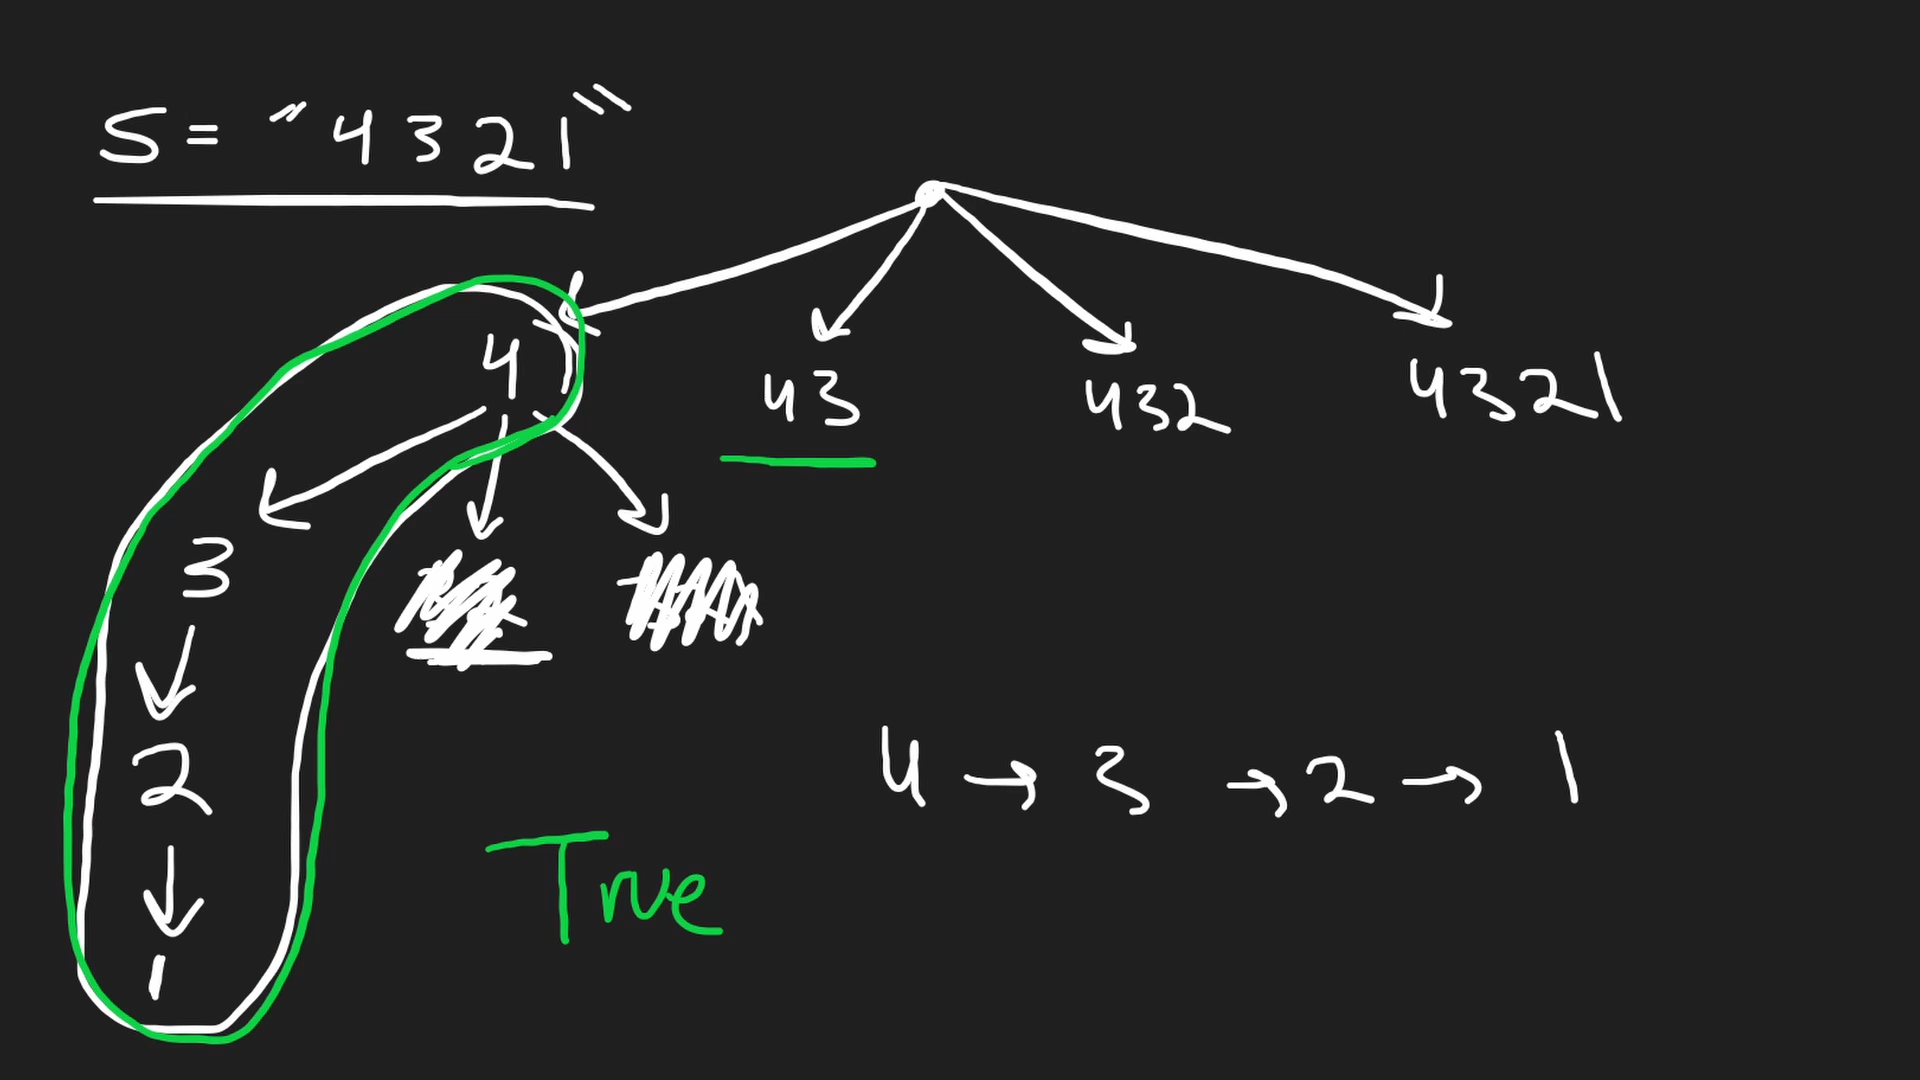 S = "4321"
4 43 432 4321
3
2
4 → 3 → 2 → 1
True
1